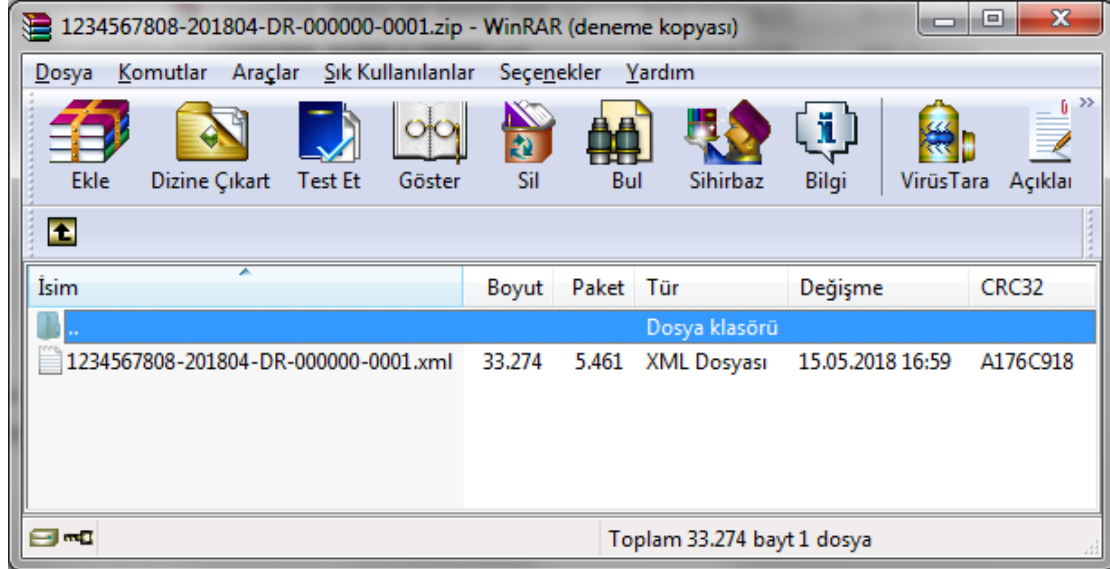 1234567808-201804-DR-000000-0001.zip - WinRAR (deneme kopyası)
Dosya Komutlar Araçlar Sık Kullanılanlar Seçenekler Yardım
Ekle Dizine Çıkart Test Et Göster Sil Bul Sihirbaz Bilgi VirüsTara Açıklar
İsim Boyut Paket Tür Değişme CRC32
.. Dosya klasörü
1234567808-201804-DR-000000-0001.xml 33.274 5.461 XML Dosyası 15.05.2018 16:59 A176C918
Toplam 33.274 bayt 1 dosya